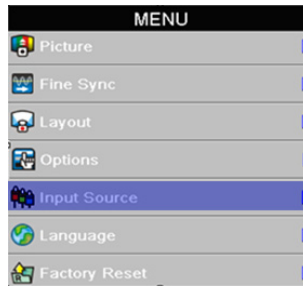 MENU
Picture
Fine Sync
Layout
Options
Input Source
Language
Factory Reset